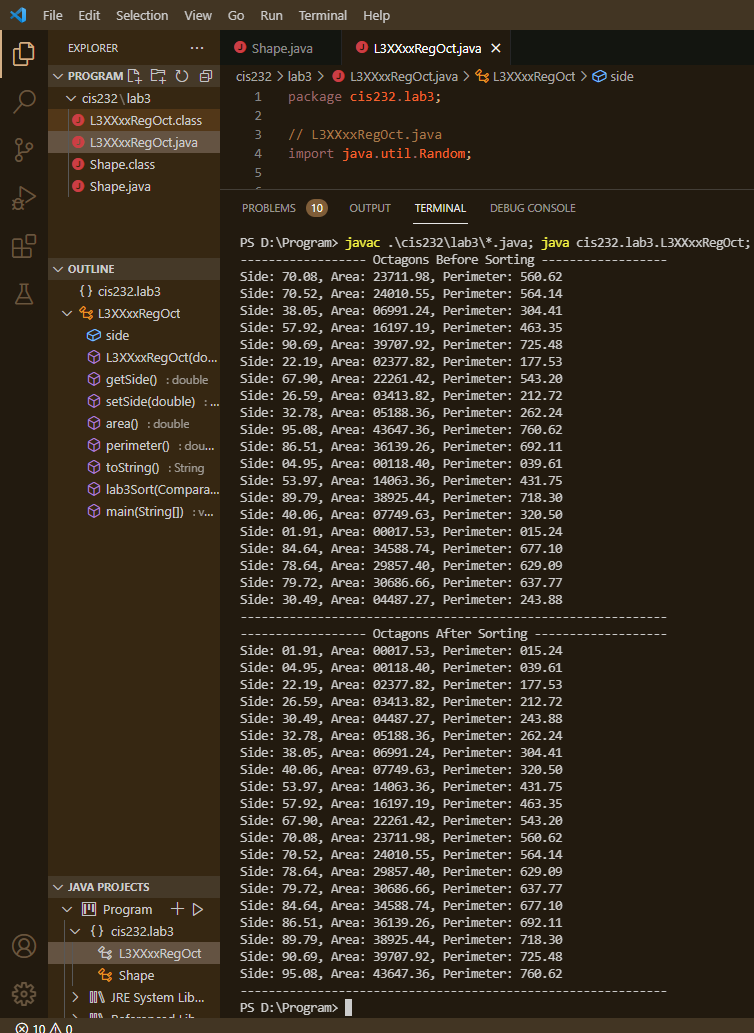 File Edit Selection View Go Run Terminal Help
EXPLORER ...
PROGRAM
cis232\lab3
L3XXxxRegOct.class
L3XXxxRegOct.java
Shape.class
Shape.java
OUTLINE
{} cis232.lab3
L3XXxxRegOct
side
L3XXxxRegOct(do...
getSide() : double
setSide(double) : ...
area() : double
perimeter() : dou...
toString() : String
lab3Sort(Compara...
main(String[]) : v...
JAVA PROJECTS
Program
{} cis232.lab3
L3XXxxRegOct
Shape
JRE System Lib...
Referenced Lib
Shape.java L3XXxxRegOct.java
cis232 > lab3 > L3XXxxRegOct.java > L3XXxxRegOct > side
1 package cis232.lab3;
2
3 // L3XXxxRegOct.java
4 import java.util.Random;
5
6
PROBLEMS 10 OUTPUT TERMINAL DEBUG CONSOLE
PS D:\Program> javac .\cis232\lab3\*.java; java cis232.lab3.L3XXxxRegOct;
------------------ Octagons Before Sorting ------------------
Side: 70.08, Area: 23711.98, Perimeter: 560.62
Side: 70.52, Area: 24010.55, Perimeter: 564.14
Side: 38.05, Area: 06991.24, Perimeter: 304.41
Side: 57.92, Area: 16197.19, Perimeter: 463.35
Side: 90.69, Area: 39707.92, Perimeter: 725.48
Side: 22.19, Area: 02377.82, Perimeter: 177.53
Side: 67.90, Area: 22261.42, Perimeter: 543.20
Side: 26.59, Area: 03413.82, Perimeter: 212.72
Side: 32.78, Area: 05188.36, Perimeter: 262.24
Side: 95.08, Area: 43647.36, Perimeter: 760.62
Side: 86.51, Area: 36139.26, Perimeter: 692.11
Side: 04.95, Area: 00118.40, Perimeter: 039.61
Side: 53.97, Area: 14063.36, Perimeter: 431.75
Side: 89.79, Area: 38925.44, Perimeter: 718.30
Side: 40.06, Area: 07749.63, Perimeter: 320.50
Side: 01.91, Area: 00017.53, Perimeter: 015.24
Side: 84.64, Area: 34588.74, Perimeter: 677.10
Side: 78.64, Area: 29857.40, Perimeter: 629.09
Side: 79.72, Area: 30686.66, Perimeter: 637.77
Side: 30.49, Area: 04487.27, Perimeter: 243.88
-------------------------------------------------------------
------------------ Octagons After Sorting -------------------
Side: 01.91, Area: 00017.53, Perimeter: 015.24
Side: 04.95, Area: 00118.40, Perimeter: 039.61
Side: 22.19, Area: 02377.82, Perimeter: 177.53
Side: 26.59, Area: 03413.82, Perimeter: 212.72
Side: 30.49, Area: 04487.27, Perimeter: 243.88
Side: 32.78, Area: 05188.36, Perimeter: 262.24
Side: 38.05, Area: 06991.24, Perimeter: 304.41
Side: 40.06, Area: 07749.63, Perimeter: 320.50
Side: 53.97, Area: 14063.36, Perimeter: 431.75
Side: 57.92, Area: 16197.19, Perimeter: 463.35
Side: 67.90, Area: 22261.42, Perimeter: 543.20
Side: 70.08, Area: 23711.98, Perimeter: 560.62
Side: 70.52, Area: 24010.55, Perimeter: 564.14
Side: 78.64, Area: 29857.40, Perimeter: 629.09
Side: 79.72, Area: 30686.66, Perimeter: 637.77
Side: 84.64, Area: 34588.74, Perimeter: 677.10
Side: 86.51, Area: 36139.26, Perimeter: 692.11
Side: 89.79, Area: 38925.44, Perimeter: 718.30
Side: 90.69, Area: 39707.92, Perimeter: 725.48
Side: 95.08, Area: 43647.36, Perimeter: 760.62
-------------------------------------------------------------
PS D:\Program>
10 0